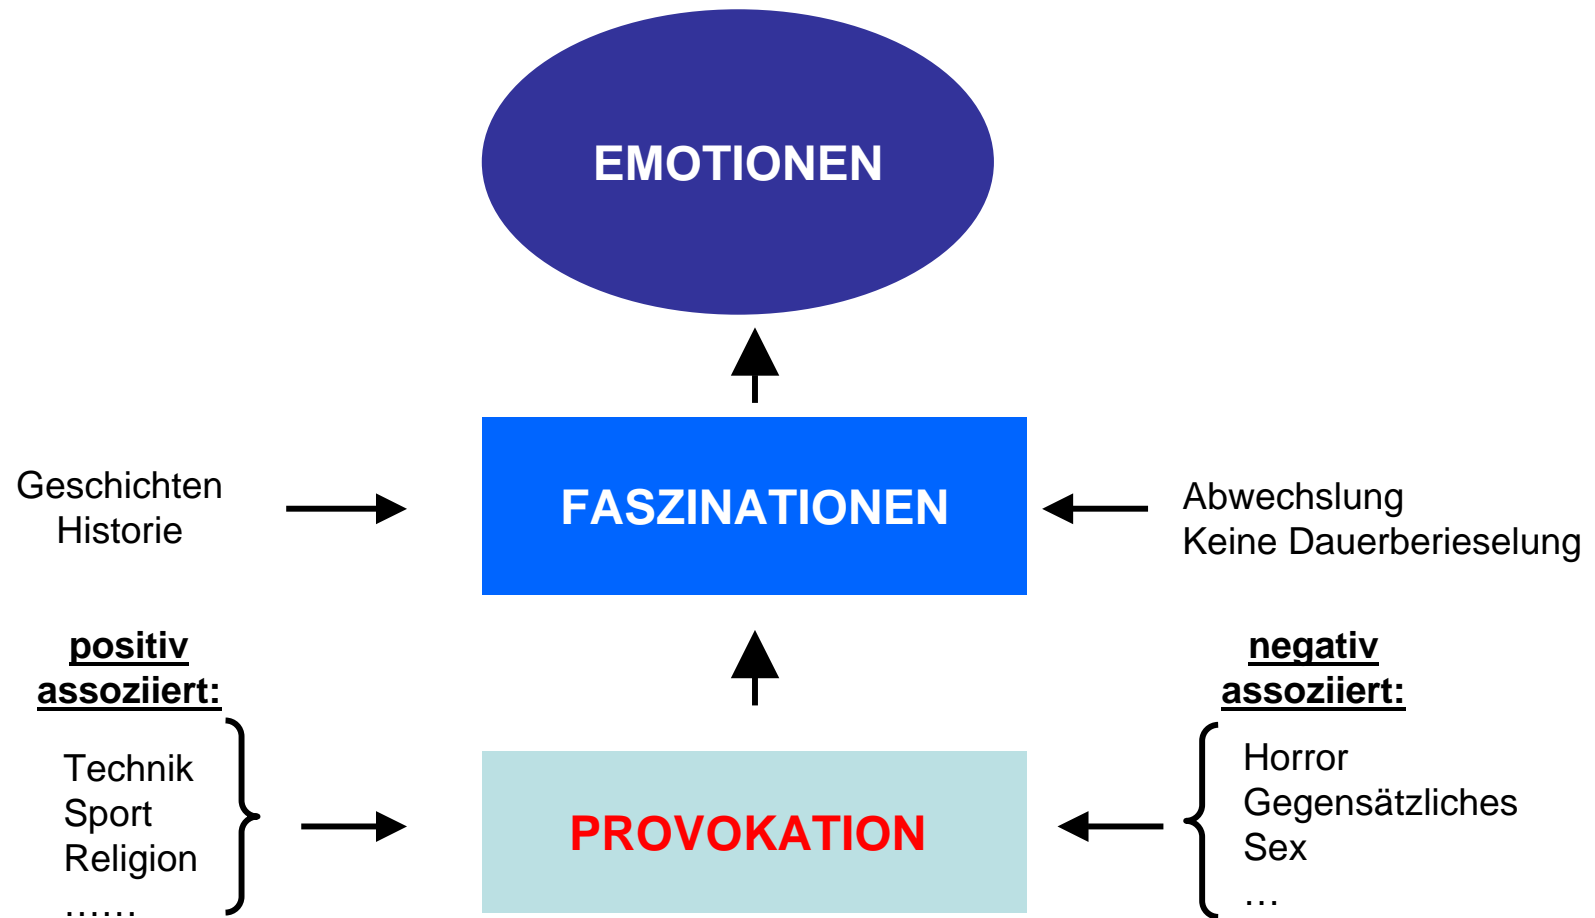 EMOTIONEN
Geschichten
Historie
FASZINATIONEN
Abwechslung
Keine Dauerberieselung
positiv
assoziiert:
Technik
Sport
Religion
......
PROVOKATION
negativ
assoziiert:
Horror
Gegensätzliches
Sex
…